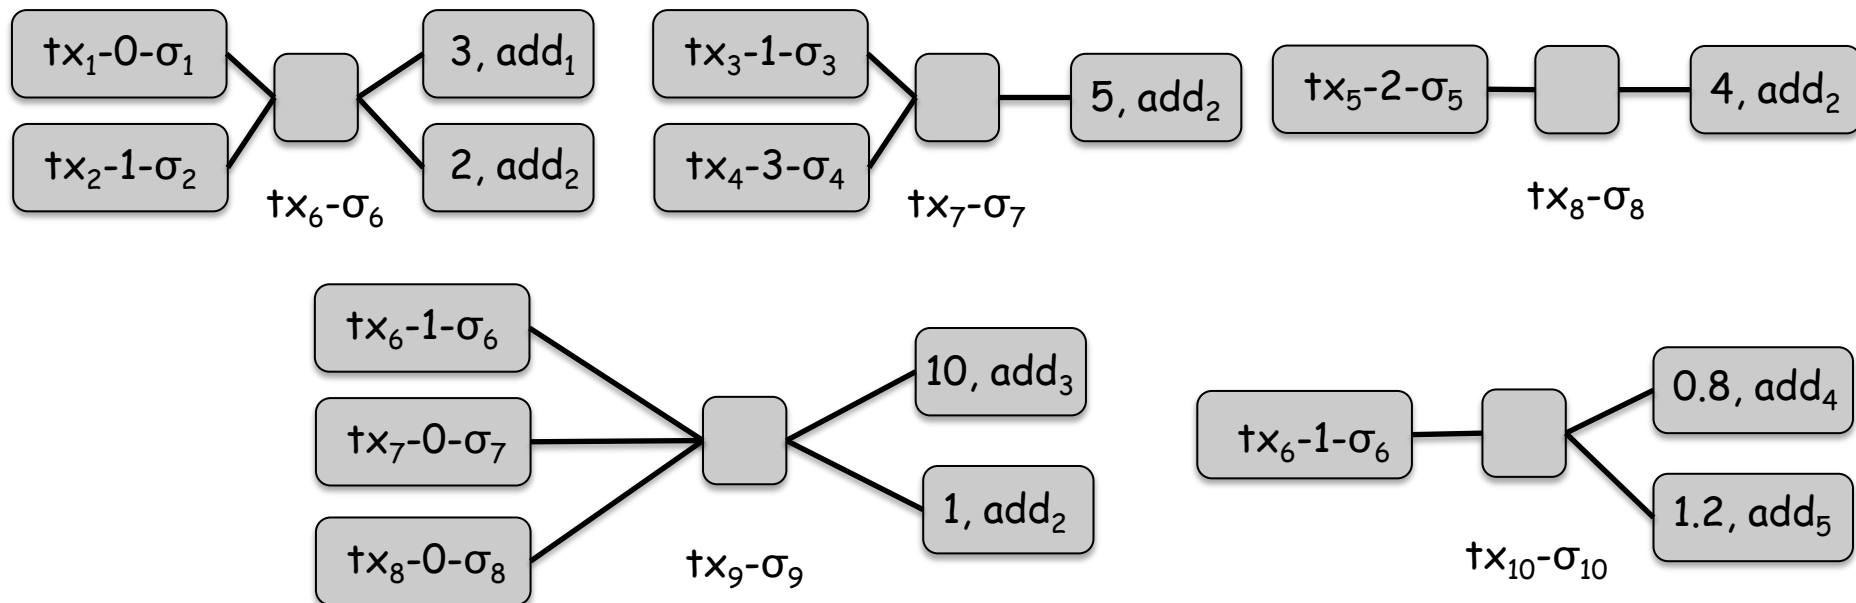 tx₁-0-σ₁
3, add₁
tx₂-1-σ₂
2, add₂
tx₆-σ₆
tx₃-1-σ₃
5, add₂
tx₄-3-σ₄
tx₇-σ₇
tx₅-2-σ₅
4, add₂
tx₈-σ₈
tx₆-1-σ₆
10, add₃
tx₇-0-σ₇
1, add₂
tx₈-0-σ₈
tx₉-σ₉
0.8, add₄
tx₆-1-σ₆
1.2, add₅
tx₁₀-σ₁₀